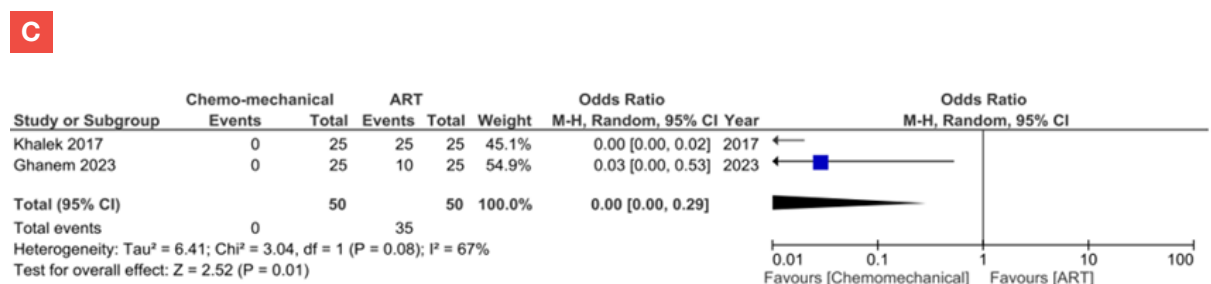 C
Chemo-mechanical ART Odds Ratio Odds Ratio
Study or Subgroup Events Total Events Total Weight M-H, Random, 95% CI Year M-H, Random, 95% CI
Khalek 2017 0 25 25 25 45.1% 0.00 [0.00, 0.02] 2017
Ghanem 2023 0 25 10 25 54.9% 0.03 [0.00, 0.53] 2023
Total (95% CI) 50 50 100.0% 0.00 [0.00, 0.29]
Total events 0 35
Heterogeneity: Tau² = 6.41; Chi² = 3.04, df = 1 (P = 0.08); I² = 67%
Test for overall effect: Z = 2.52 (P = 0.01)
0.01 0.1 1 10 100
Favours [Chemomechanical] Favours [ART]